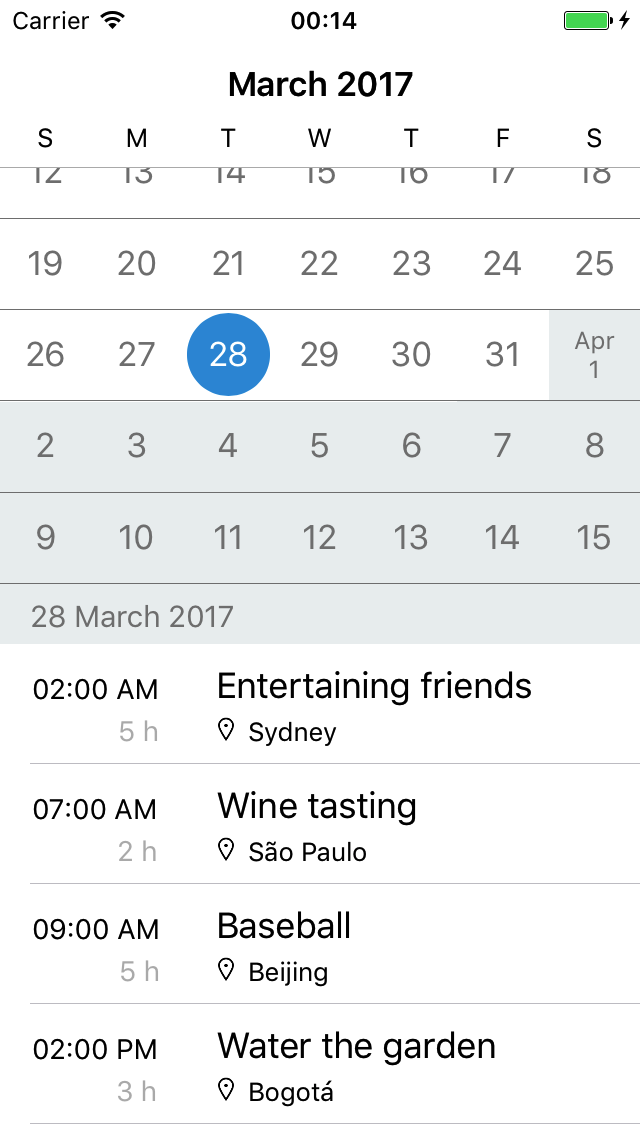 Carrier 00:14
March 2017
S M T W T F S
12 13 14 15 16 17 18
19 20 21 22 23 24 25
26 27 28 29 30 31 Apr 1
2 3 4 5 6 7 8
9 10 11 12 13 14 15
28 March 2017
02:00 AM Entertaining friends
5 h Sydney
07:00 AM Wine tasting
2 h São Paulo
09:00 AM Baseball
5 h Beijing
02:00 PM Water the garden
3 h Bogotá